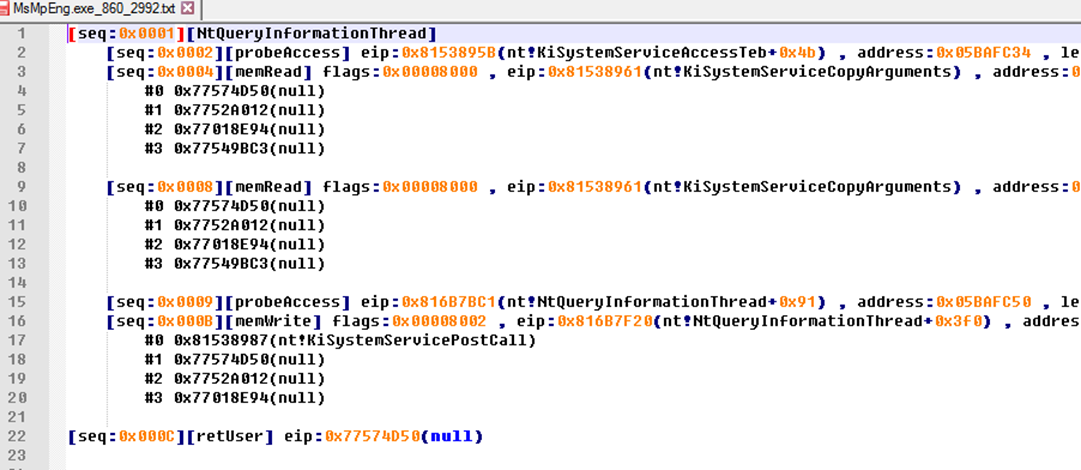 MsMpEng.exe_860_2992.txt
1 [seq:0x0001][NtQueryInformationThread]
2 [seq:0x0002][probeAccess] eip:0x8153895B(nt!KiSystemServiceAccessTeb+0x4b) , address:0x05BAFC34 , le
3 [seq:0x0004][memRead] flags:0x00008000 , eip:0x81538961(nt!KiSystemServiceCopyArguments) , address:0
4 #0 0x77574D50(null)
5 #1 0x7752A012(null)
6 #2 0x77018E94(null)
7 #3 0x77549BC3(null)
8
9 [seq:0x0008][memRead] flags:0x00008000 , eip:0x81538961(nt!KiSystemServiceCopyArguments) , address:0
10 #0 0x77574D50(null)
11 #1 0x7752A012(null)
12 #2 0x77018E94(null)
13 #3 0x77549BC3(null)
14
15 [seq:0x0009][probeAccess] eip:0x816B7BC1(nt!NtQueryInformationThread+0x91) , address:0x05BAFC50 , le
16 [seq:0x000B][memWrite] flags:0x00008002 , eip:0x816B7F20(nt!NtQueryInformationThread+0x3f0) , addres
17 #0 0x81538987(nt!KiSystemServicePostCall)
18 #1 0x77574D50(null)
19 #2 0x7752A012(null)
20 #3 0x77018E94(null)
21
22 [seq:0x000C][retUser] eip:0x77574D50(null)
23